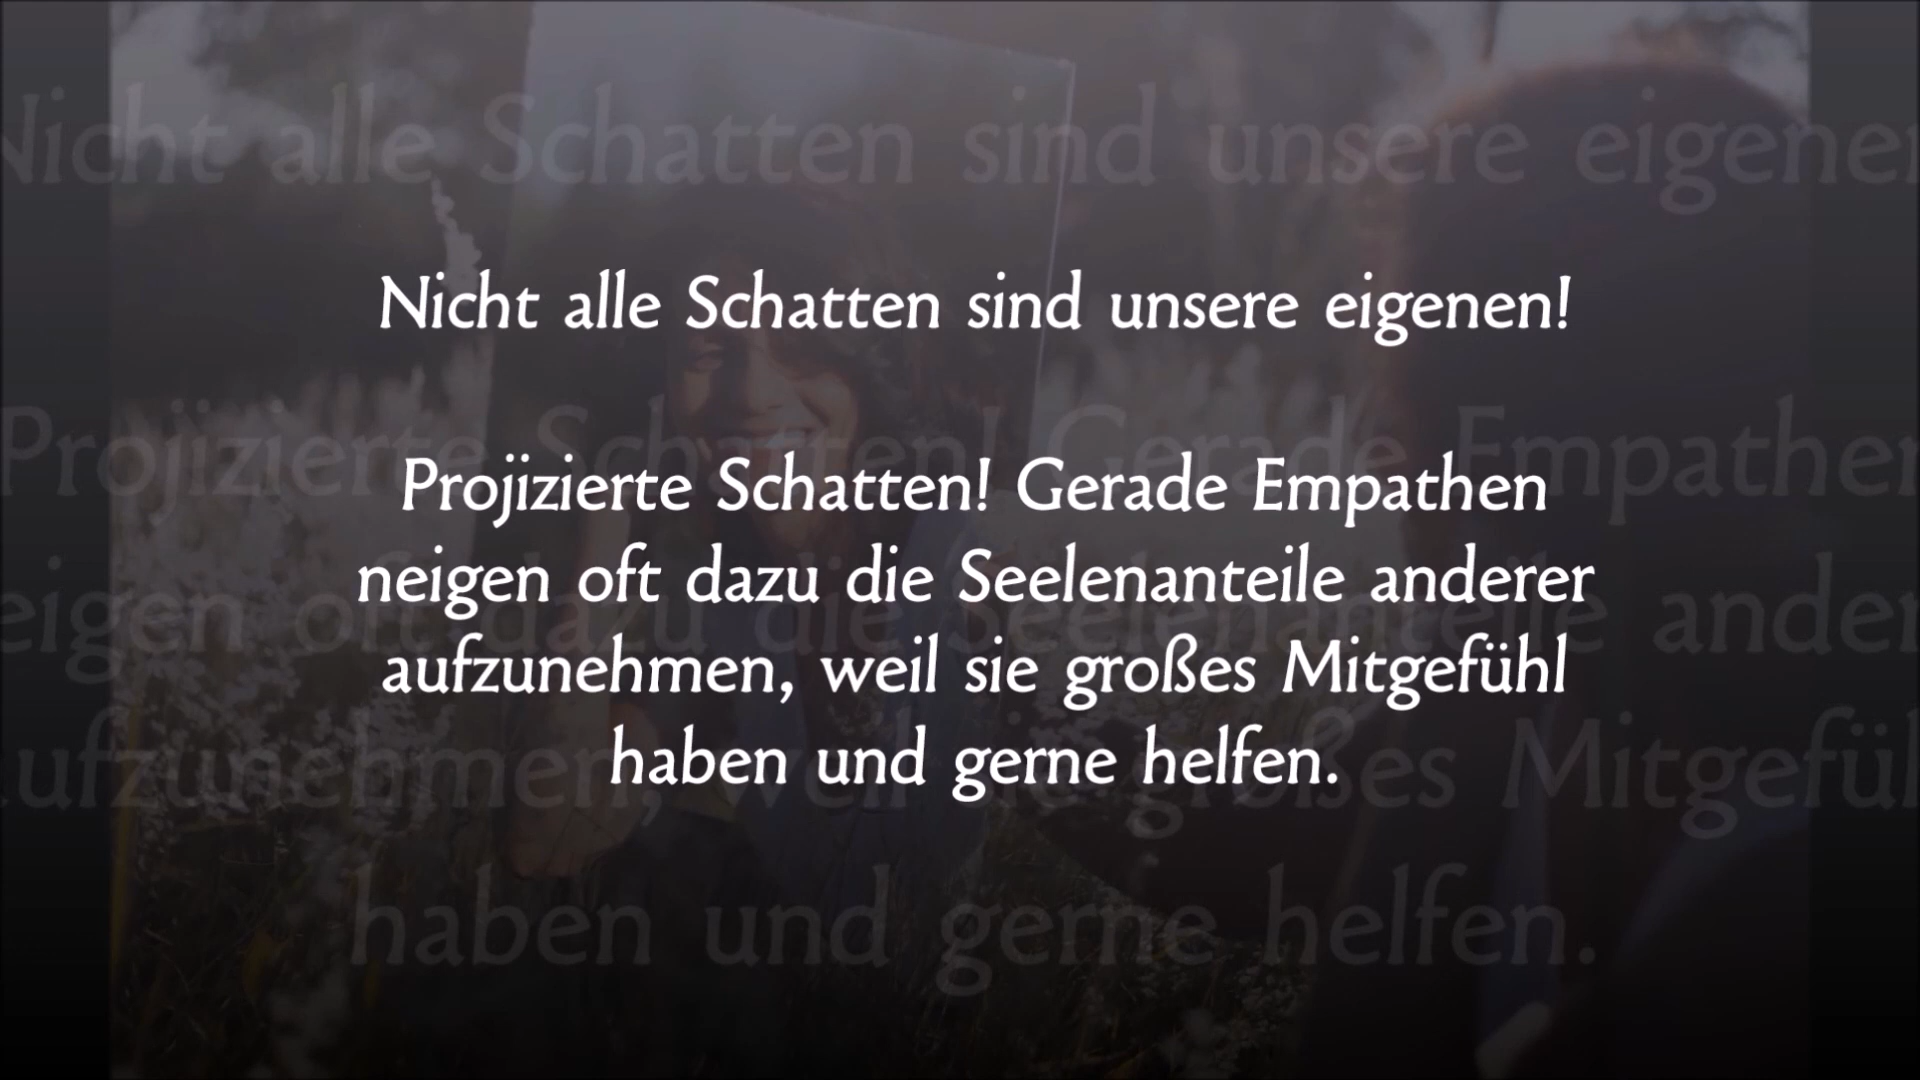 Nicht alle Schatten sind unsere eigenen!
Projizierte Schatten! Gerade Empathen
neigen oft dazu die Seelenanteile anderer
aufzunehmen, weil sie großes Mitgefühl
haben und gerne helfen.